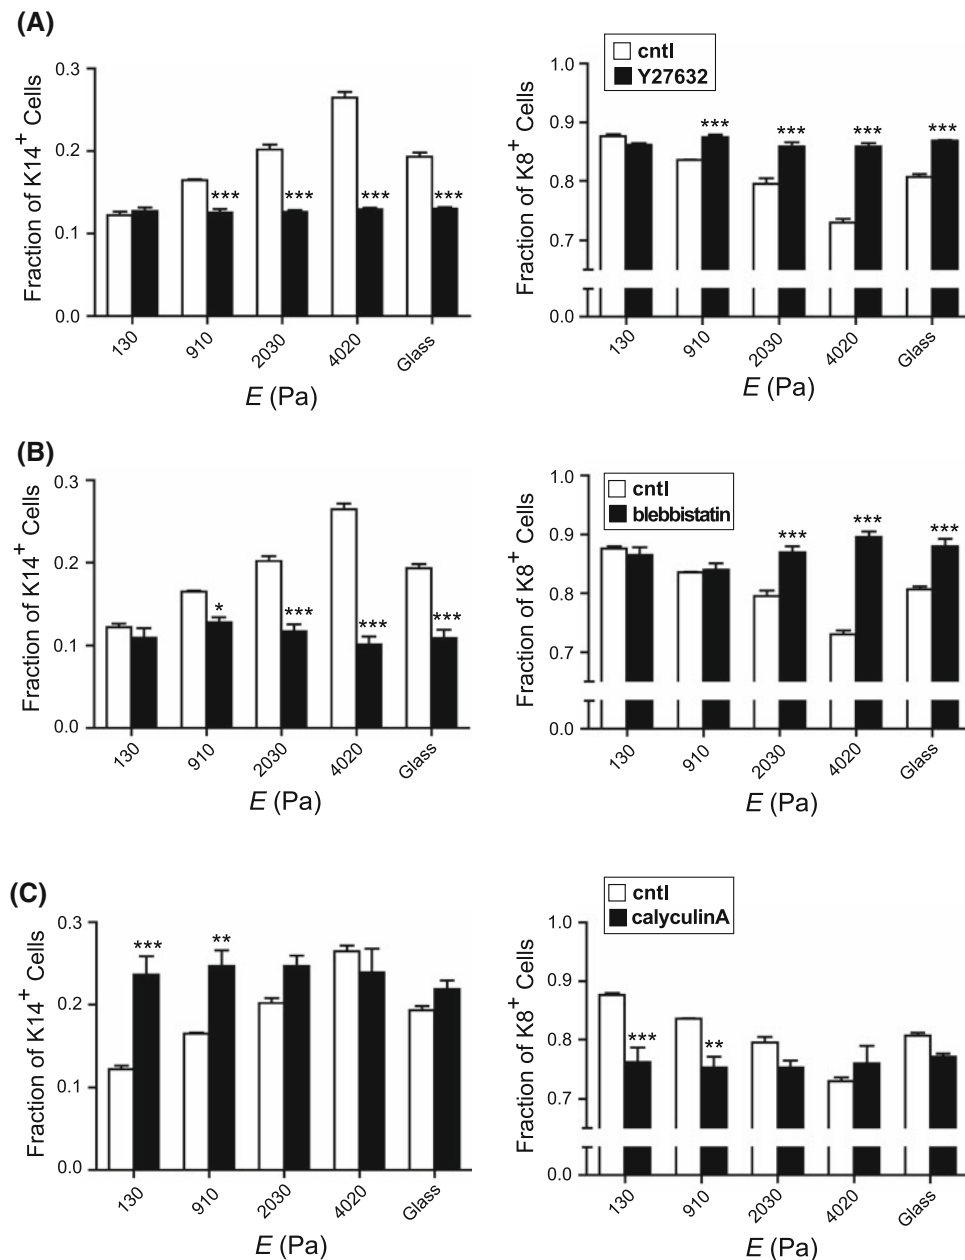 (A)
0.3
0.2
0.1
0.0
Fraction of K14+ Cells
***
***
***
***
130
910
2030
4020
Glass
E (Pa)
cntl
Y27632
1.0
0.9
0.8
0.7
0.0
Fraction of K8+ Cells
***
***
***
***
130
910
2030
4020
Glass
E (Pa)
(B)
0.3
0.2
0.1
0.0
Fraction of K14+ Cells
*
***
***
***
130
910
2030
4020
Glass
E (Pa)
cntl
blebbistatin
1.0
0.9
0.8
0.7
0.0
Fraction of K8+ Cells
***
***
***
130
910
2030
4020
Glass
E (Pa)
(C)
0.3
0.2
0.1
0.0
Fraction of K14+ Cells
***
**
130
910
2030
4020
Glass
E (Pa)
cntl
calyculinA
1.0
0.9
0.8
0.7
0.0
Fraction of K8+ Cells
***
**
130
910
2030
4020
Glass
E (Pa)